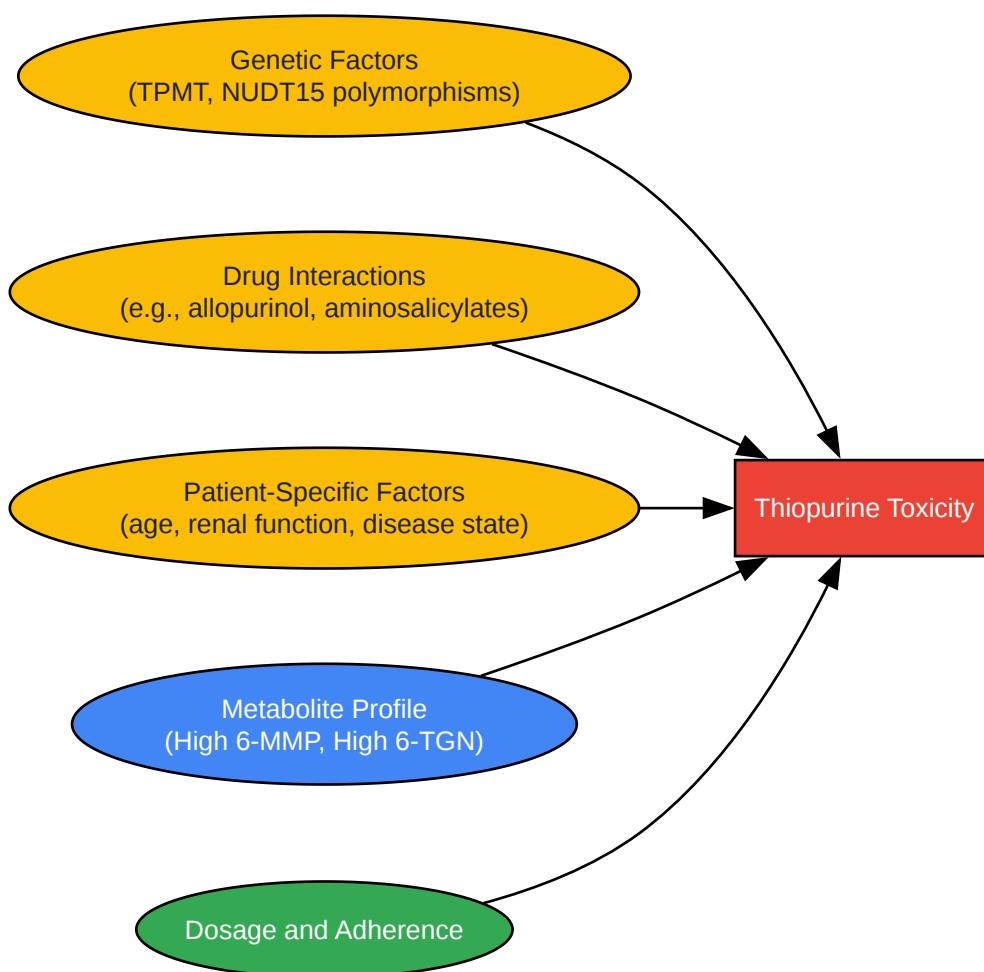 Genetic Factors
(TPMT, NUDT15 polymorphisms)
Drug Interactions
(e.g., allopurinol, aminosalicylates)
Patient-Specific Factors
(age, renal function, disease state)
Thiopurine Toxicity
Metabolite Profile
(High 6-MMP, High 6-TGN)
Dosage and Adherence